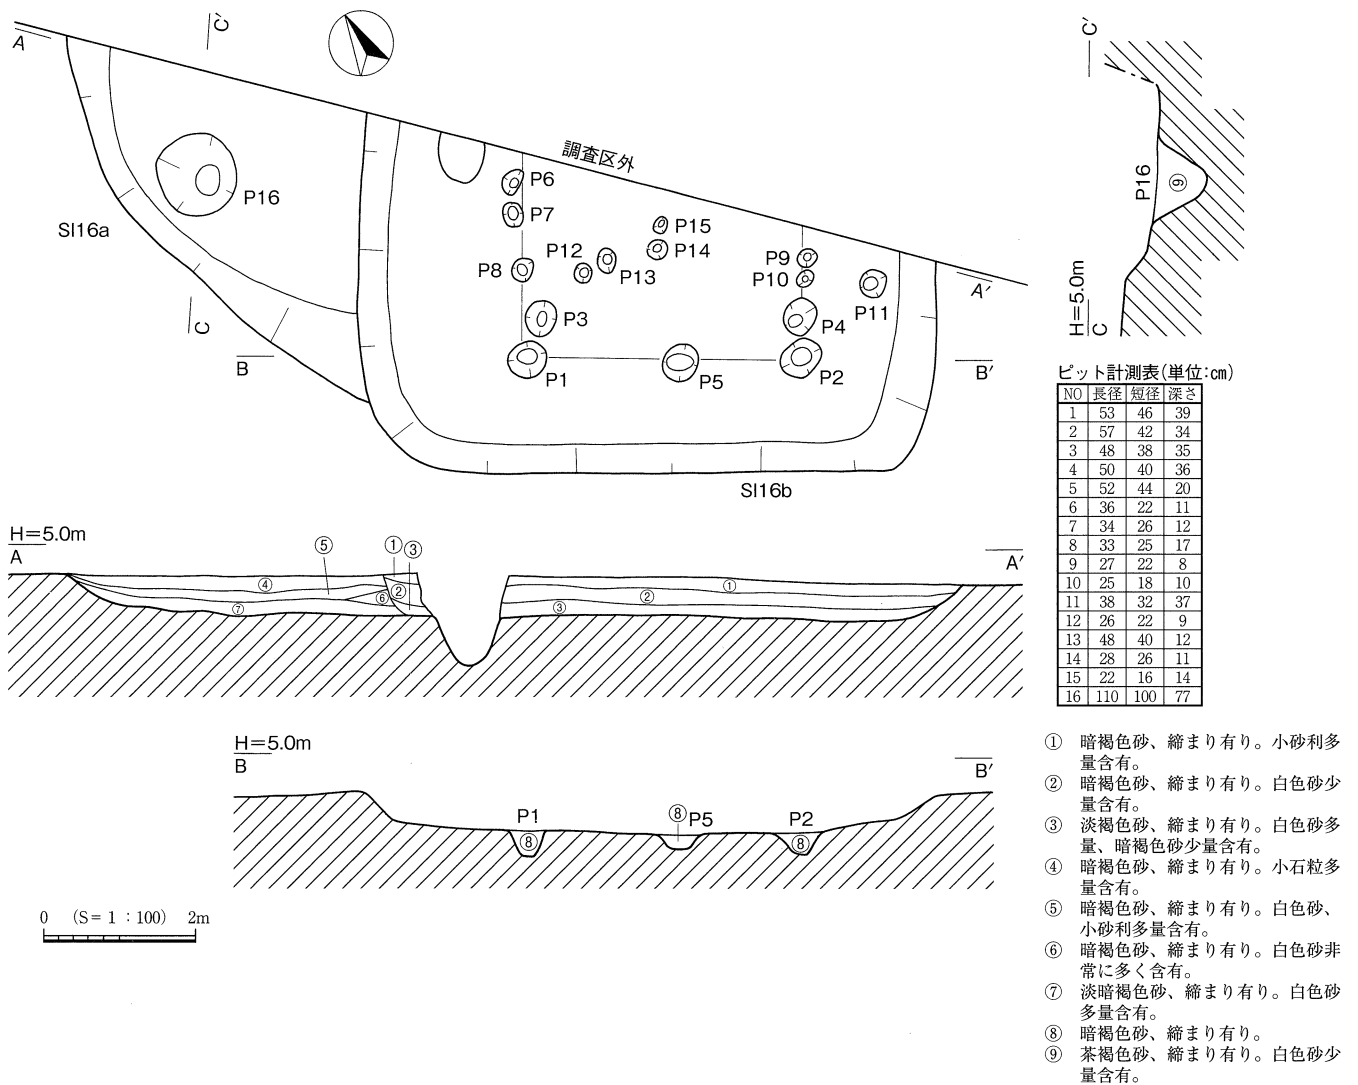 A
C′
調査区外
P6
P7
P15
P14
P12
P13
P8
P9
P10
P11
P16
SI16a
P3
P4
P1
P5
P2
A′
C
B
B′
SI16b
C′
P16
⑨
H=5.0m
C
ピット計測表(単位:㎝)
NO 長径 短径 深さ
1 53 46 39
2 57 42 34
3 48 38 35
4 50 40 36
5 52 44 20
6 36 22 11
7 34 26 12
8 33 25 17
9 27 22 8
10 25 18 10
11 38 32 37
12 26 22 9
13 48 40 12
14 28 26 11
15 22 16 14
16 110 100 77
H=5.0m
A
A′
⑤
①
③
④
②
⑥
⑦
①
②
③
H=5.0m
B
B′
P1
⑧
⑧
P5
P2
⑧
0 (S=1:100) 2m
① 暗褐色砂、締まり有り。小砂利多
量含有。
② 暗褐色砂、締まり有り。白色砂少
量含有。
③ 淡褐色砂、締まり有り。白色砂多
量、暗褐色砂少量含有。
④ 暗褐色砂、締まり有り。小石粒多
量含有。
⑤ 暗褐色砂、締まり有り。白色砂、
小砂利多量含有。
⑥ 暗褐色砂、締まり有り。白色砂非
常に多く含有。
⑦ 淡暗褐色砂、締まり有り。白色砂
多量含有。
⑧ 暗褐色砂、締まり有り。
⑨ 茶褐色砂、締まり有り。白色砂少
量含有。